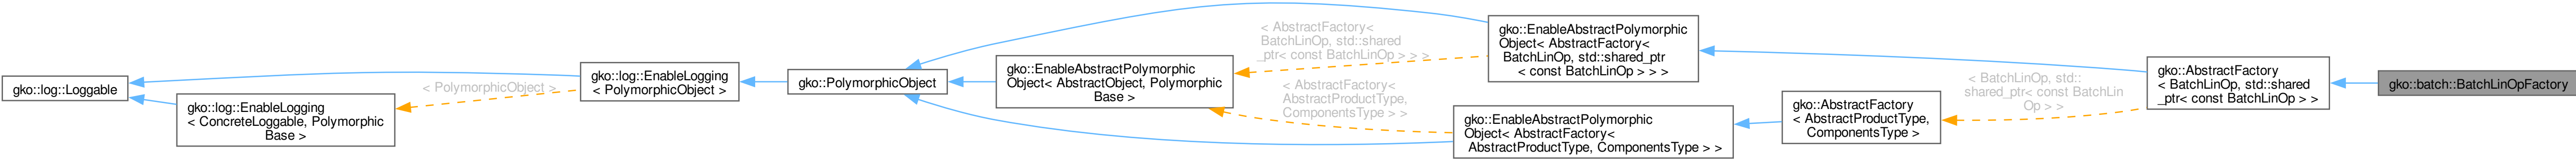 gko::log::Loggable
gko::log::EnableLogging
< ConcreteLoggable, Polymorphic
Base >
< PolymorphicObject >
gko::log::EnableLogging
< PolymorphicObject >
gko::PolymorphicObject
gko::EnableAbstractPolymorphic
Object< AbstractObject, Polymorphic
Base >
< AbstractFactory<
BatchLinOp, std::shared
_ptr< const BatchLinOp > > >
< AbstractFactory<
AbstractProductType,
ComponentsType > >
gko::EnableAbstractPolymorphic
Object< AbstractFactory<
BatchLinOp, std::shared_ptr
< const BatchLinOp > > >
gko::EnableAbstractPolymorphic
Object< AbstractFactory<
AbstractProductType, ComponentsType > >
gko::AbstractFactory
< AbstractProductType,
ComponentsType >
< BatchLinOp, std::
shared_ptr< const BatchLin
Op > >
gko::AbstractFactory
< BatchLinOp, std::shared
_ptr< const BatchLinOp > >
gko::batch::BatchLinOpFactory